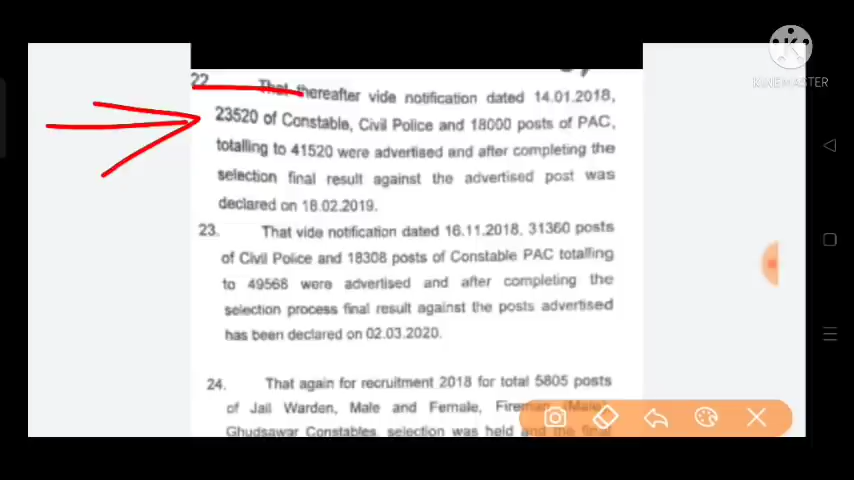 KINEMASTER
22 That thereafter vide notification dated 14.01.2018,
23520 of Constable, Civil Police and 18000 posts of PAC,
totalling to 41520 were advertised and after completing the
selection final result against the advertised post was
declared on 18.02.2019.
23. That vide notification dated 16.11.2018, 31360 posts
of Civil Police and 18308 posts of Constable PAC totalling
to 49568 were advertised and after completing the
selection process final result against the posts advertised
has been declared on 02.03.2020.
24. That again for recruitment 2018 for total 5805 posts
of Jail Warden, Male and Female, Fireman (Male)
Ghudsawar Constables, selection was held and the final